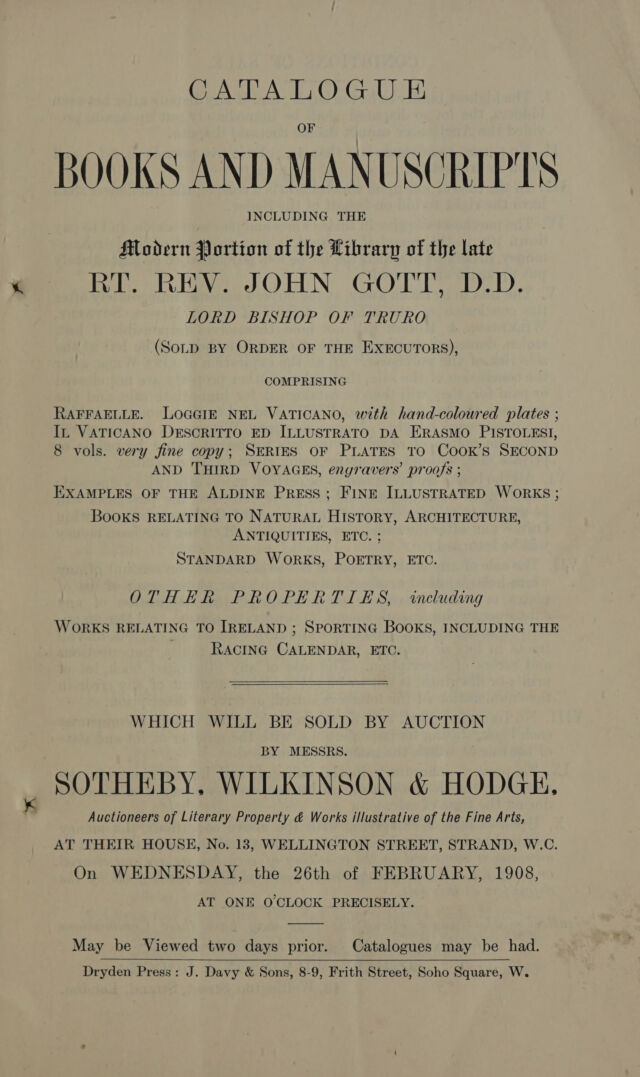 CATALOGUE
OF
BOOKS AND MANUSCRIPTS
INCLUDING THE
Modern Portion of the Library of the late
RT. REV. JOHN GOTT, D.D.
LORD BISHOP OF TRURO
(SOLD BY ORDER OF THE EXECUTORS),
COMPRISING
RAFFAELLE. LOGGIE NEL VATICANO, with hand-coloured plates ;
IL VATICANO DESCRITTO ED ILLUSTRATO DA ERASMO PISTOLESI,
8 vols. very fine copy ; SERIES OF PLATES TO COOK'S SECOND
AND THIRD VOYAGES, engravers' proofs ;
EXAMPLES OF THE ALDINE PRESS ; FINE ILLUSTRATED WORKS ;
BOOKS RELATING TO NATURAL HISTORY, ARCHITECTURE,
ANTIQUITIES, ETC. ;
STANDARD WORKS, POETRY, ETC.
OTHER PROPERTIES, including
WORKS RELATING TO IRELAND ; SPORTING BOOKS, INCLUDING THE
RACING CALENDAR, ETC.
WHICH WILL BE SOLD BY AUCTION
BY MESSRS.
SOTHEBY, WILKINSON & HODGE,
Auctioneers of Literary Property & Works illustrative of the Fine Arts,
AT THEIR HOUSE, No. 13, WELLINGTON STREET, STRAND, W.C.
On WEDNESDAY, the 26th of FEBRUARY, 1908,
AT ONE O'CLOCK PRECISELY.
May be Viewed two days prior. Catalogues may be had.
Dryden Press : J. Davy & Sons, 8-9, Frith Street, Soho Square, W.